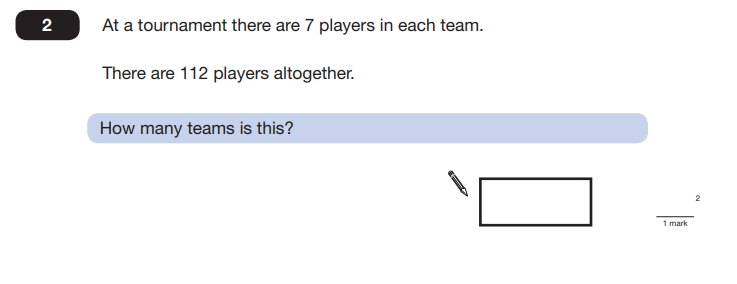 2 At a tournament there are 7 players in each team.
There are 112 players altogether.
How many teams is this?
2
1 mark